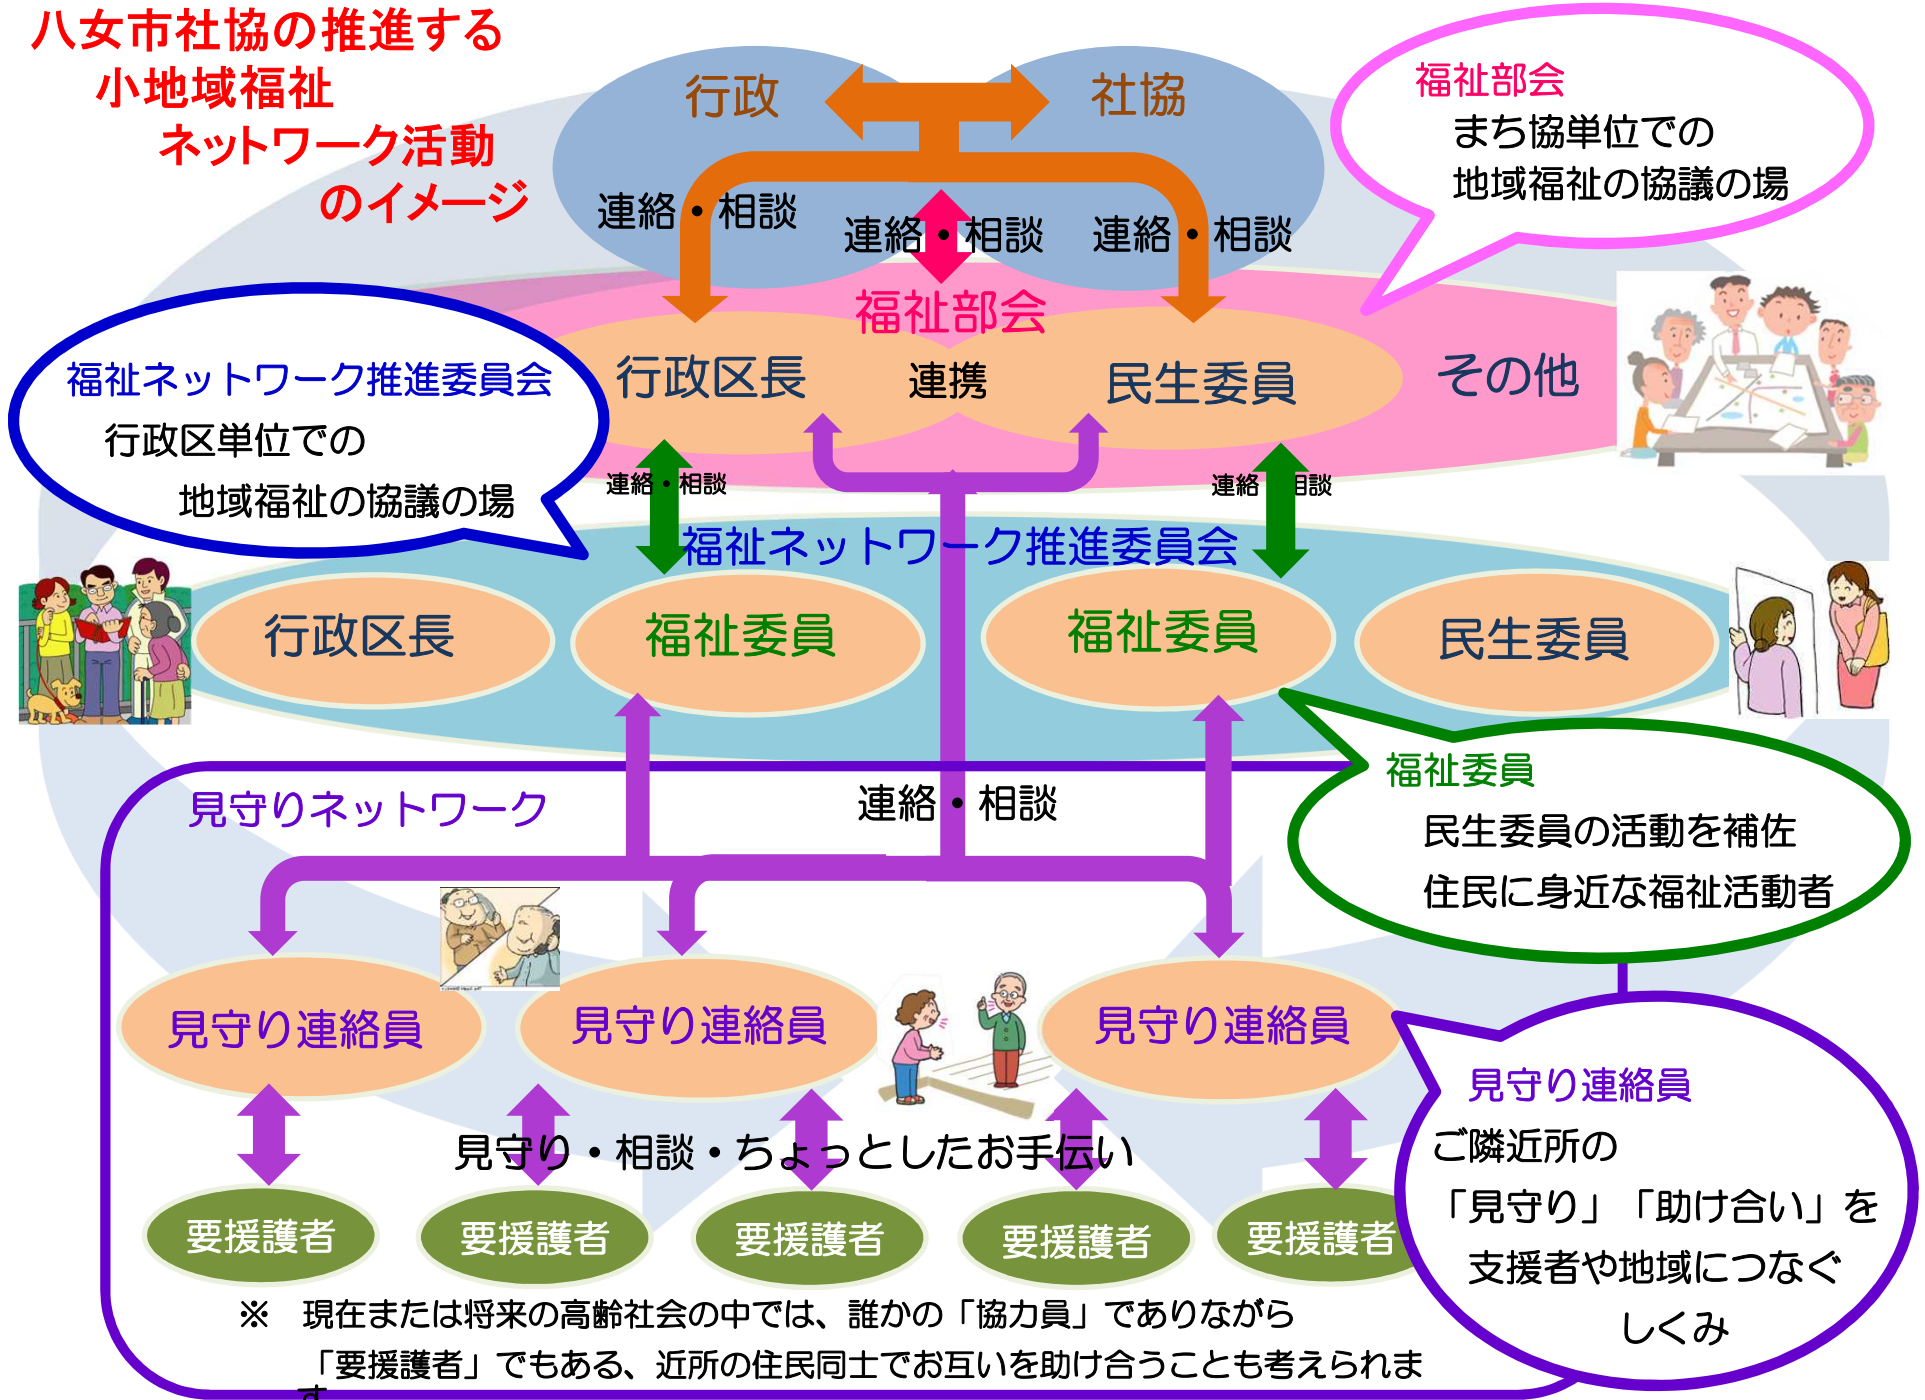 八女市社協の推進する
小地域福祉
ネットワーク活動
のイメージ
行政
社協
福祉部会
まち協単位での
地域福祉の協議の場
連絡・相談
連絡・相談
連絡・相談
福祉部会
福祉ネットワーク推進委員会
行政区単位での
地域福祉の協議の場
行政区長
連携
民生委員
その他
連絡・相談
連絡 相談
福祉ネットワーク推進委員会
行政区長
福祉委員
福祉委員
民生委員
福祉委員
民生委員の活動を補佐
住民に身近な福祉活動者
見守りネットワーク
連絡・相談
見守り連絡員
見守り連絡員
見守り連絡員
見守り連絡員
ご隣近所の
「見守り」「助け合い」を
支援者や地域につなぐ
しくみ
見守り・相談・ちょっとしたお手伝い
要援護者
要援護者
要援護者
要援護者
要援護者
※ 現在または将来の高齢社会の中では、誰かの「協力員」でありながら
「要援護者」でもある、近所の住民同士でお互いを助け合うことも考えられま
す